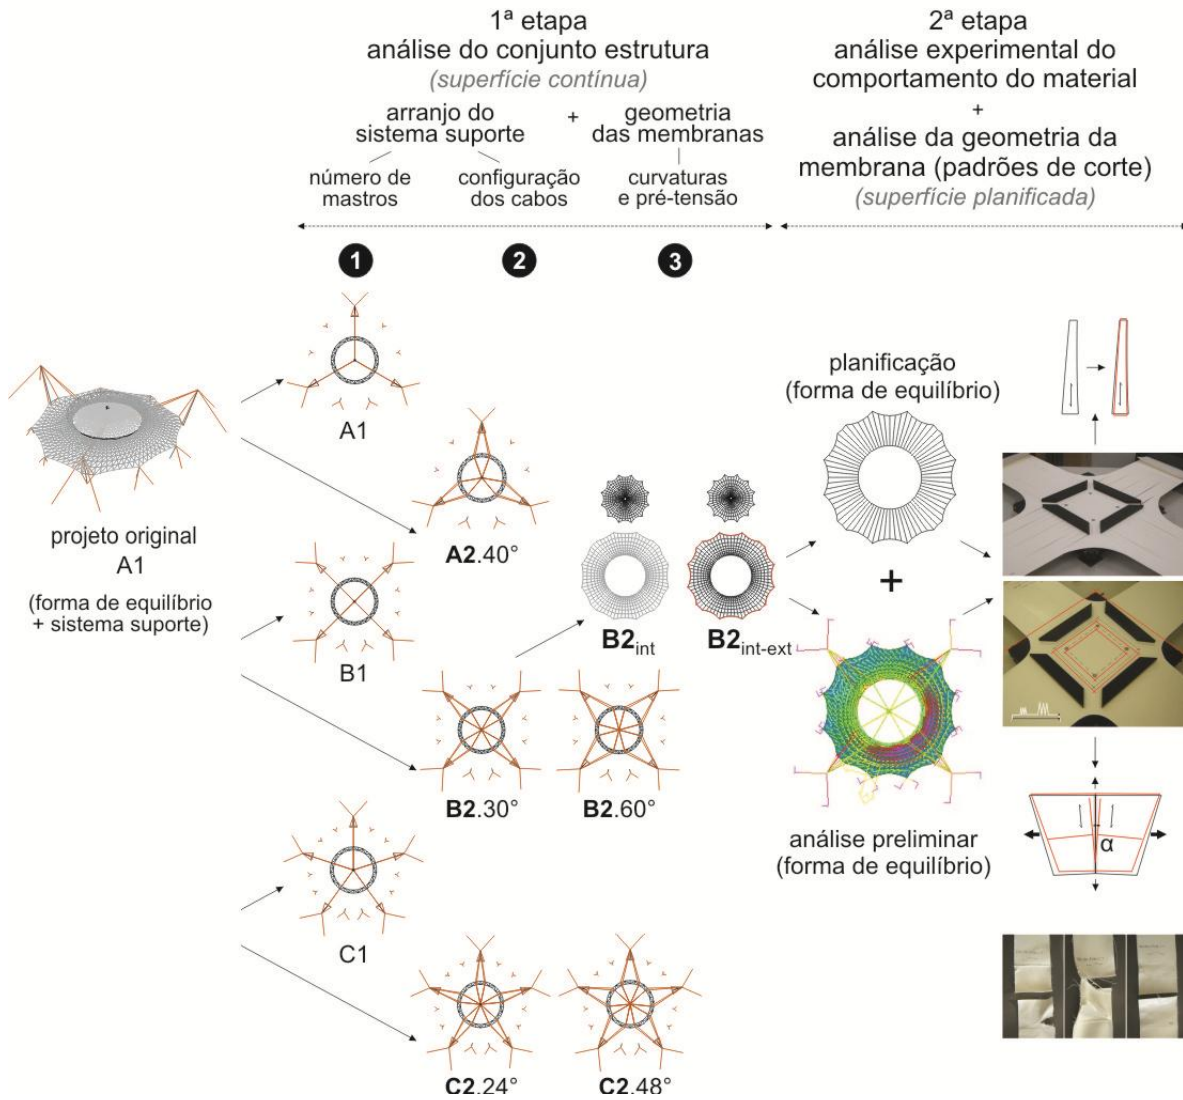 1ª etapa
análise do conjunto estrutura
(superfície contínua)
arranjo do
sistema suporte
+
geometria
das membranas
número de
mastros
configuração
dos cabos
curvaturas
e pré-tensão
2ª etapa
análise experimental do
comportamento do material
+
análise da geometria da
membrana (padrões de corte)
(superfície planificada)
1
2
3
projeto original
A1
(forma de equilíbrio
+ sistema suporte)
A1
A2.40°
B1
B2.30°
B2.60°
B2int
B2int-ext
C1
C2.24°
C2.48°
planificação
(forma de equilíbrio)
+
análise preliminar
(forma de equilíbrio)
α